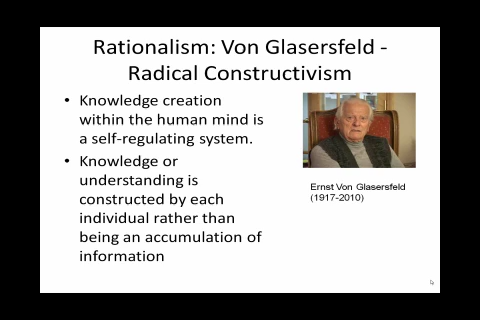 Rationalism: Von Glasersfeld -
Radical Constructivism
• Knowledge creation
within the human mind is
a self-regulating system.
• Knowledge or
understanding is
constructed by each
individual rather than
being an accumulation of
information
Ernst Von Glasersfeld
(1917-2010)